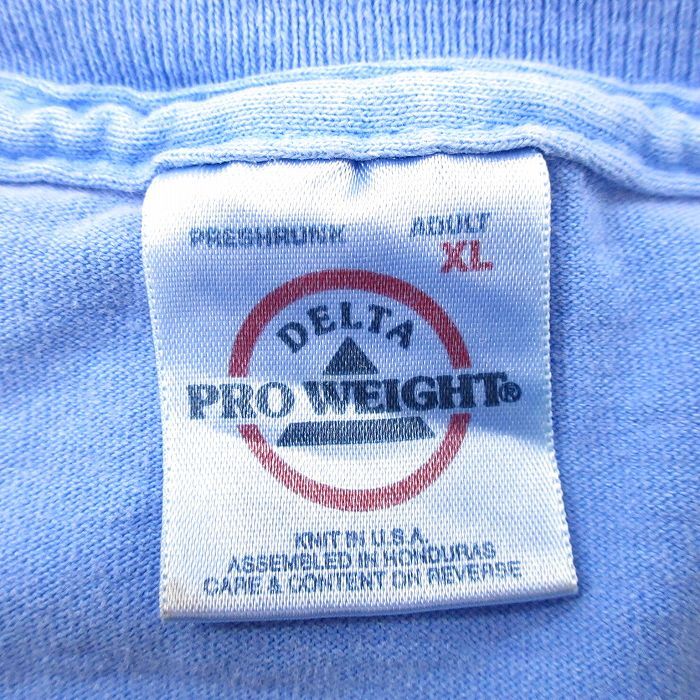 PRESHRUNK ADULT
XL
DELTA
PRO WEIGHT®
KNIT IN U.S.A.
ASSEMBLED IN HONDURAS
CARE & CONTENT ON REVERSE